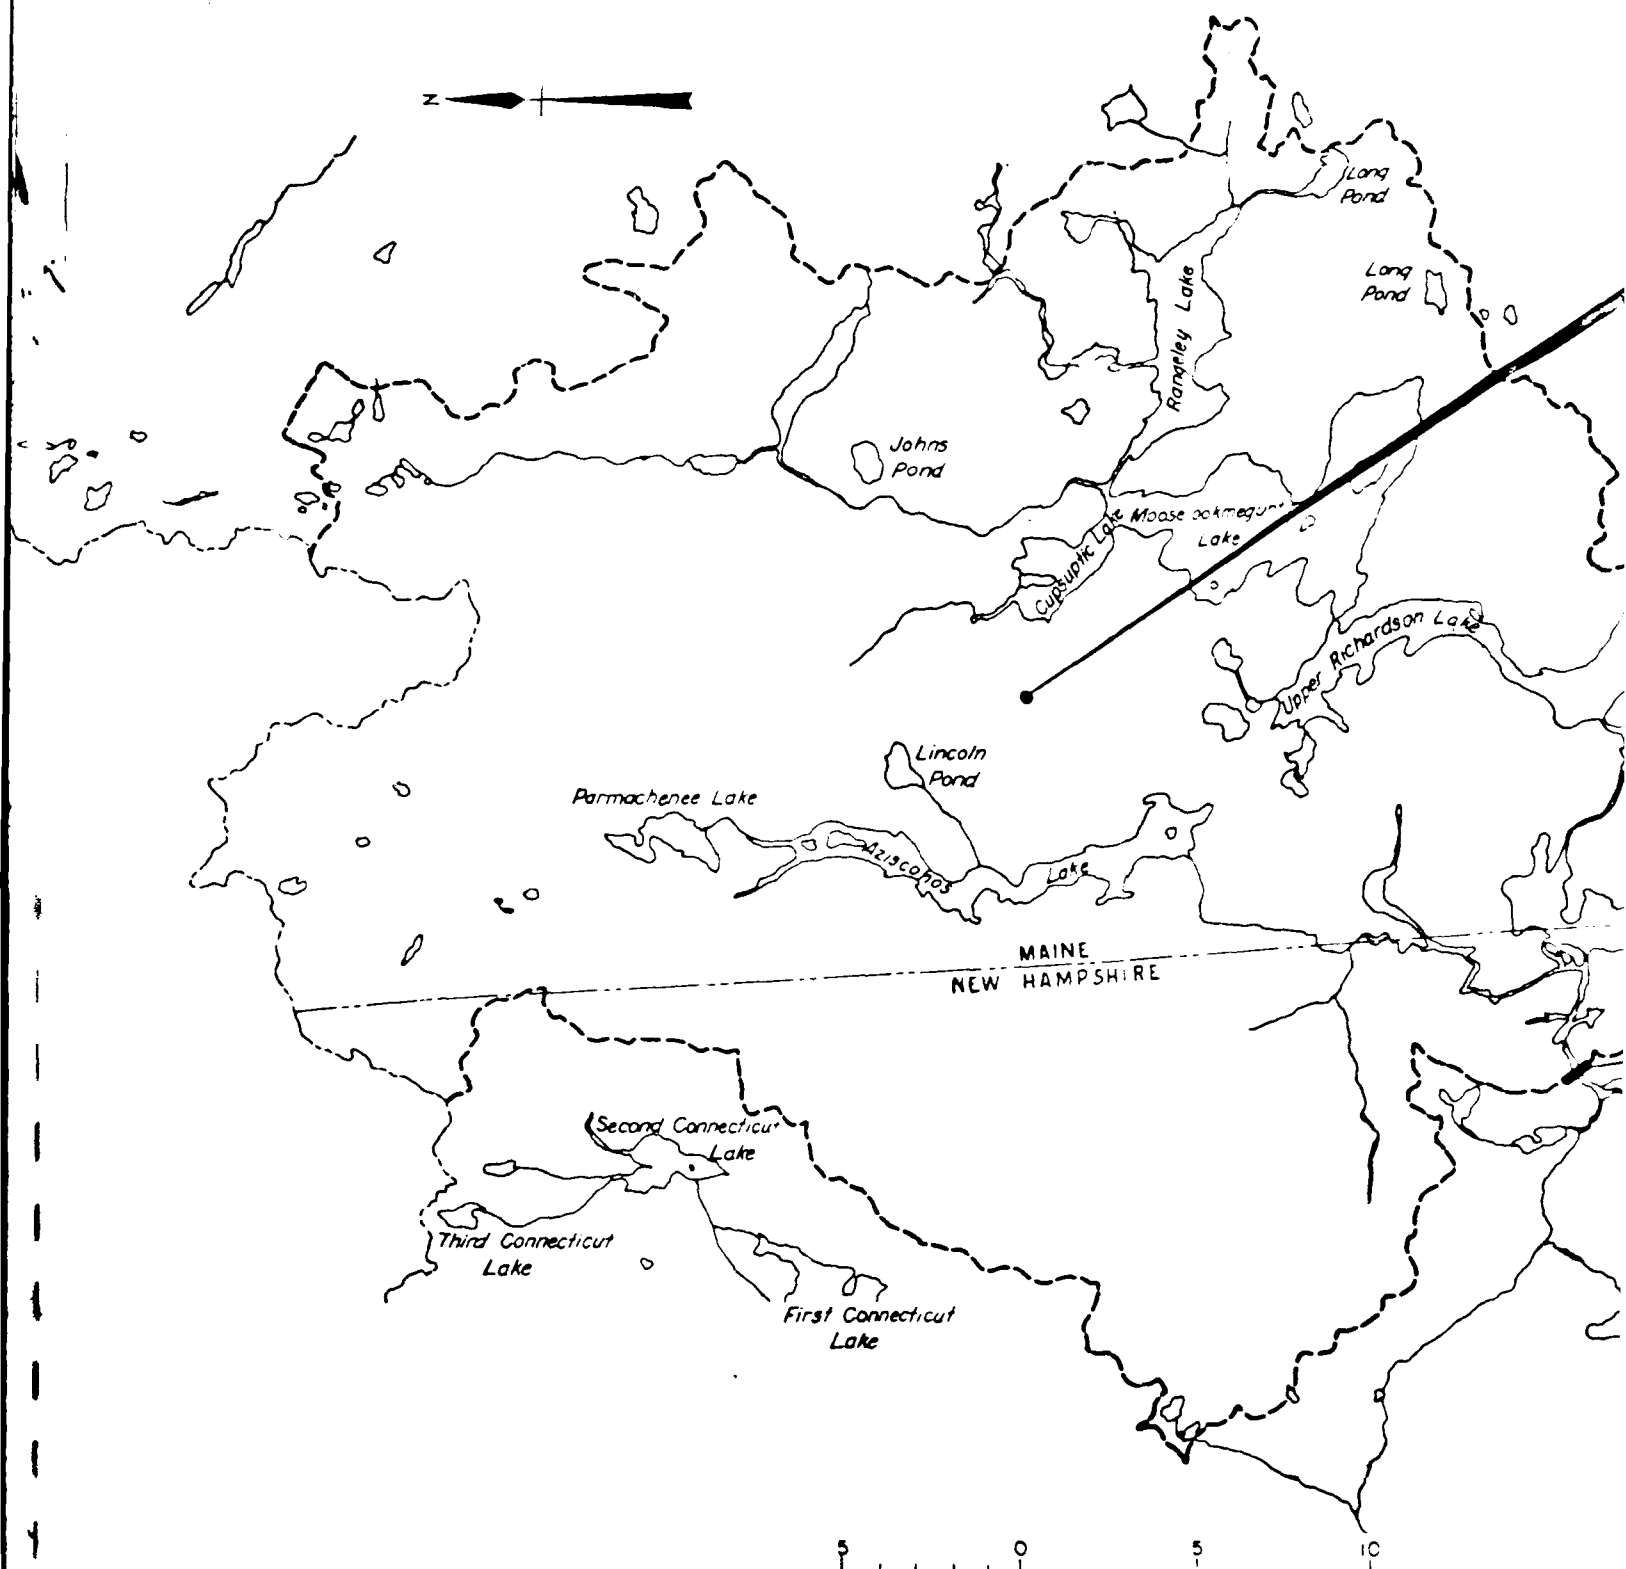 N
Long
Pond
Long
Pond
Rangeley Lake
Johns
Pond
Lake
Cupsuptic Lake
Upper Richardson Lake
Lincoln
Pond
Parmachenee Lake
Aziscohos
Lake
MAINE
NEW HAMPSHIRE
Second Connecticut
Lake
Third Connecticut
Lake
First Connecticut
Lake
5 0 5 10